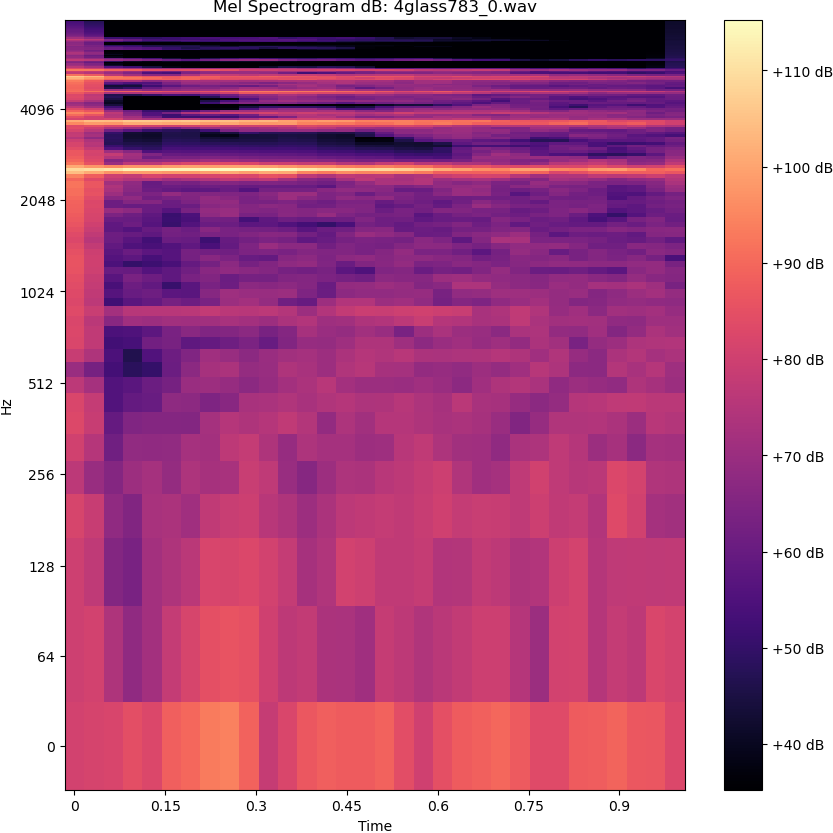 Mel Spectrogram dB: 4glass783_0.wav
4096
2048
1024
512
256
128
64
0
Hz
0
0.15
0.3
0.45
0.6
0.75
0.9
Time
+110 dB
+100 dB
+90 dB
+80 dB
+70 dB
+60 dB
+50 dB
+40 dB